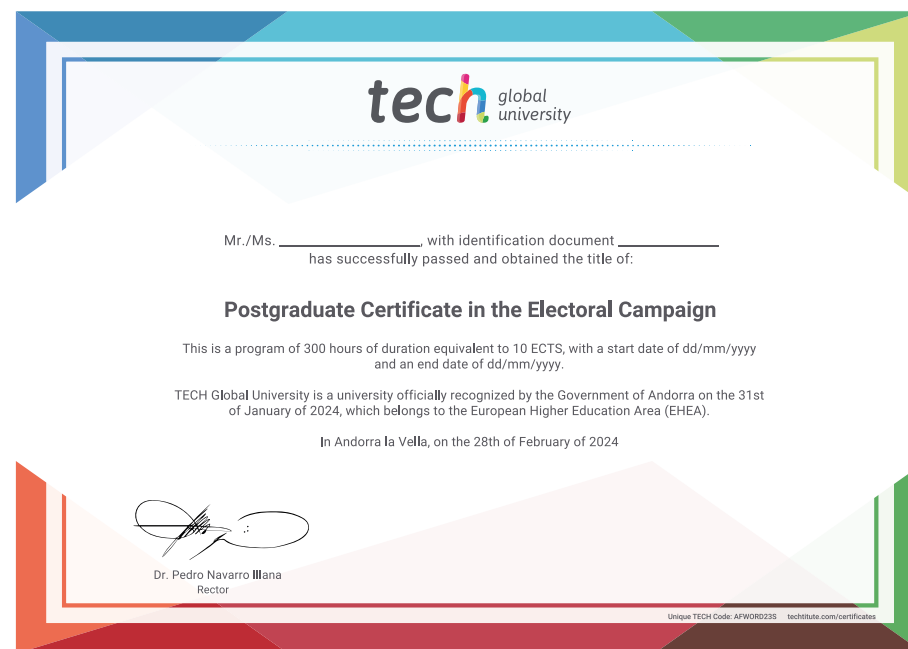 tech global university
Mr./Ms. ____________________, with identification document ______________
has successfully passed and obtained the title of:
Postgraduate Certificate in the Electoral Campaign
This is a program of 300 hours of duration equivalent to 10 ECTS, with a start date of dd/mm/yyyy
and an end date of dd/mm/yyyy.
TECH Global University is a university officially recognized by the Government of Andorra on the 31st
of January of 2024, which belongs to the European Higher Education Area (EHEA).
In Andorra la Vella, on the 28th of February of 2024
Dr. Pedro Navarro Illana
Rector
Unique TECH Code: AFWORD23S techtitute.com/certificates